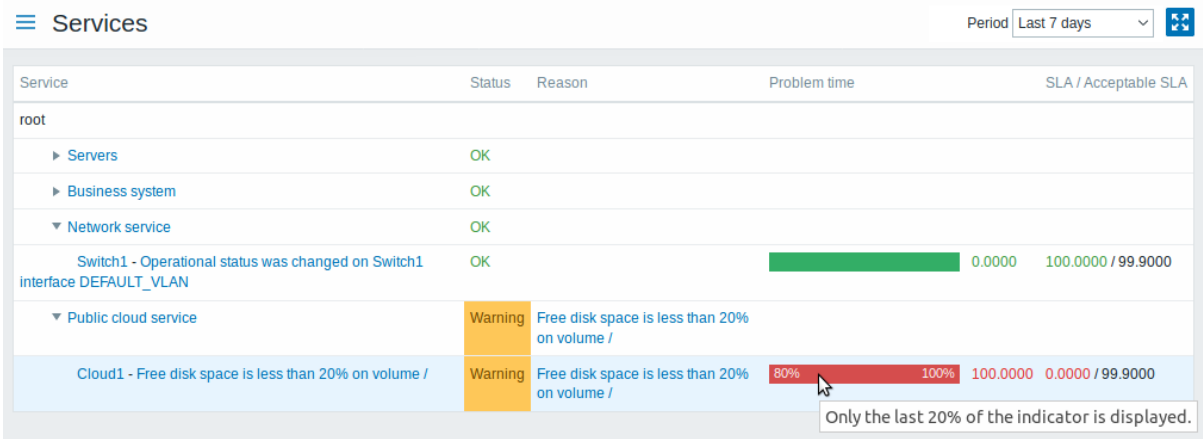 Services
Period Last 7 days
Service Status Reason Problem time SLA / Acceptable SLA
root
Servers OK
Business system OK
Network service OK
Switch1 - Operational status was changed on Switch1 OK 0.0000 100.0000 / 99.9000
interface DEFAULT_VLAN
Public cloud service Warning Free disk space is less than 20%
on volume /
Cloud1 - Free disk space is less than 20% on volume / Warning Free disk space is less than 20% 80% 100% 100.0000 0.0000 / 99.9000
on volume /
Only the last 20% of the indicator is displayed.